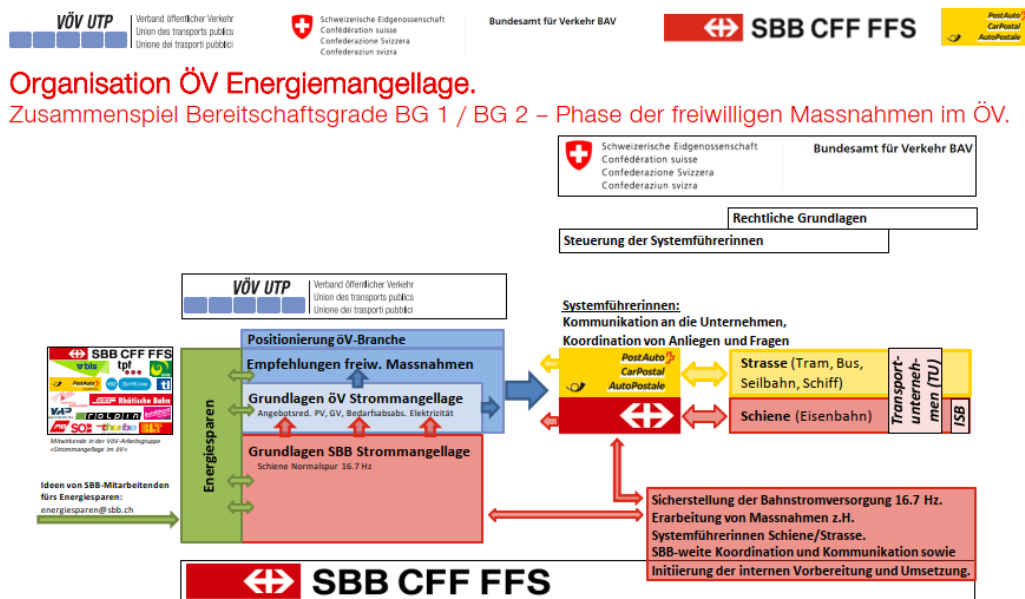 VÖV UTP
Verband öffentlicher Verkehr
Union des transports publics
Unione dei trasporti pubblici
Schweizerische Eidgenossenschaft
Confédération suisse
Confederazione Svizzera
Confederaziun svizra
Bundesamt für Verkehr BAV
SBB CFF FFS
PostAuto
CarPostal
AutoPostale
Organisation ÖV Energiemangellage.
Zusammenspiel Bereitschaftsgrade BG 1 / BG 2 – Phase der freiwilligen Massnahmen im ÖV.
Schweizerische Eidgenossenschaft
Confédération suisse
Confederazione Svizzera
Confederaziun svizra
Bundesamt für Verkehr BAV
Rechtliche Grundlagen
Steuerung der Systemführerinnen
VÖV UTP
Verband öffentlicher Verkehr
Union des transports publics
Unione dei trasporti pubblici
Systemführerinnen:
Kommunikation an die Unternehmen,
Koordination von Anliegen und Fragen
SBB CFF FFS
bls
tpf
PostAuto
tl
VAP
railplus
SOB
thurbo
BLT
Mitwirkende in der VöV-Arbeitsgruppe
«Strommangellage im öV»
Ideen von SBB-Mitarbeitenden
fürs Energiesparen:
energiesparen@sbb.ch
Energiesparen
Positionierung öV-Branche
Empfehlungen freiw. Massnahmen
Grundlagen öV Strommangellage
Angebotsred. PV, GV, Bedarfsabsabs. Elektrizität
Grundlagen SBB Strommangellage
Schiene Normalspur 16.7 Hz
PostAuto
CarPostal
AutoPostale
Strasse (Tram, Bus,
Seilbahn, Schiff)
Schiene (Eisenbahn)
Transport-
unterneh-
men (TU)
ISB
Sicherstellung der Bahnstromversorgung 16.7 Hz.
Erarbeitung von Massnahmen z.H.
Systemführerinnen Schiene/Strasse.
SBB-weite Koordination und Kommunikation sowie
Initiierung der internen Vorbereitung und Umsetzung.
SBB CFF FFS